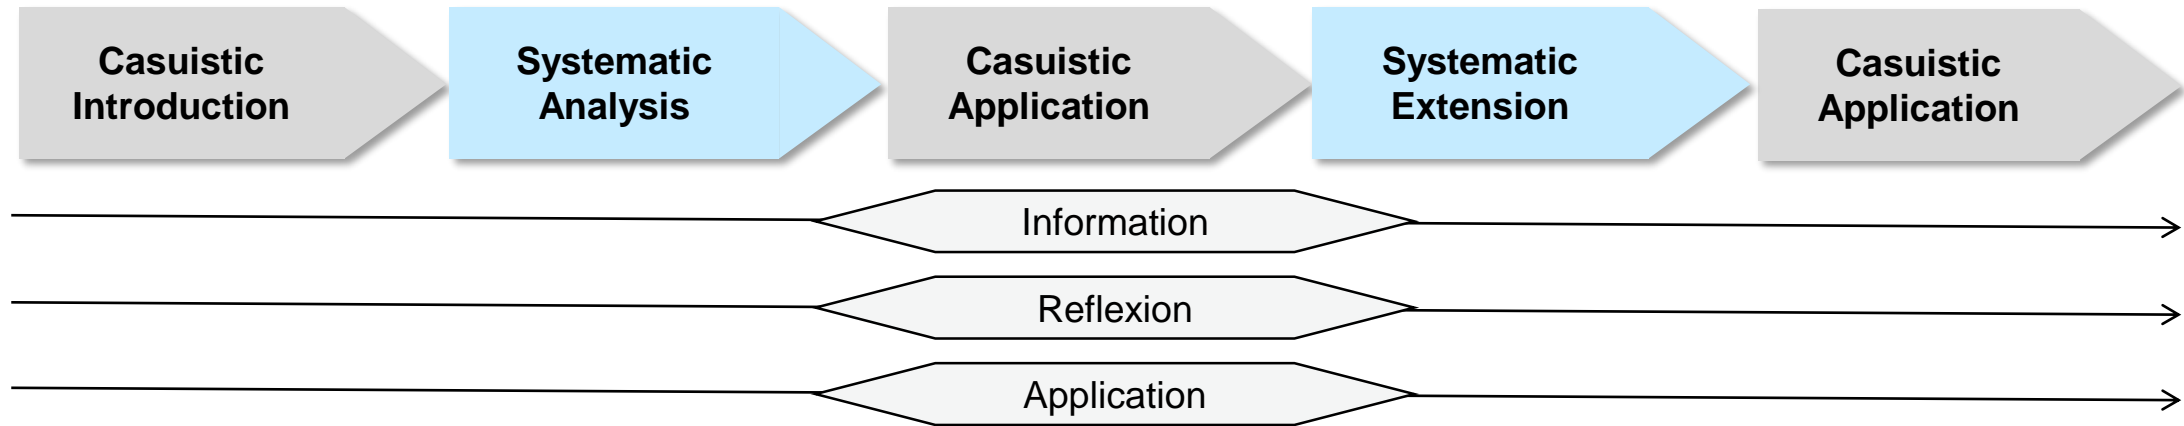 Casuistic
Introduction
Systematic
Analysis
Casuistic
Application
Systematic
Extension
Casuistic
Application
Information
Reflexion
Application